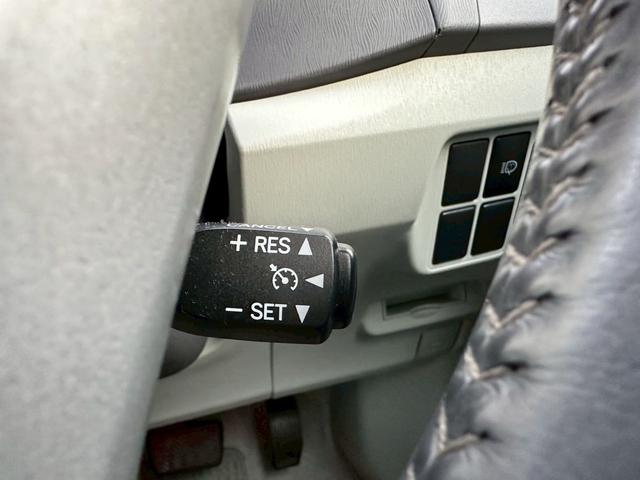 CANCEL▼
+ RES ▲
◀
− SET ▼